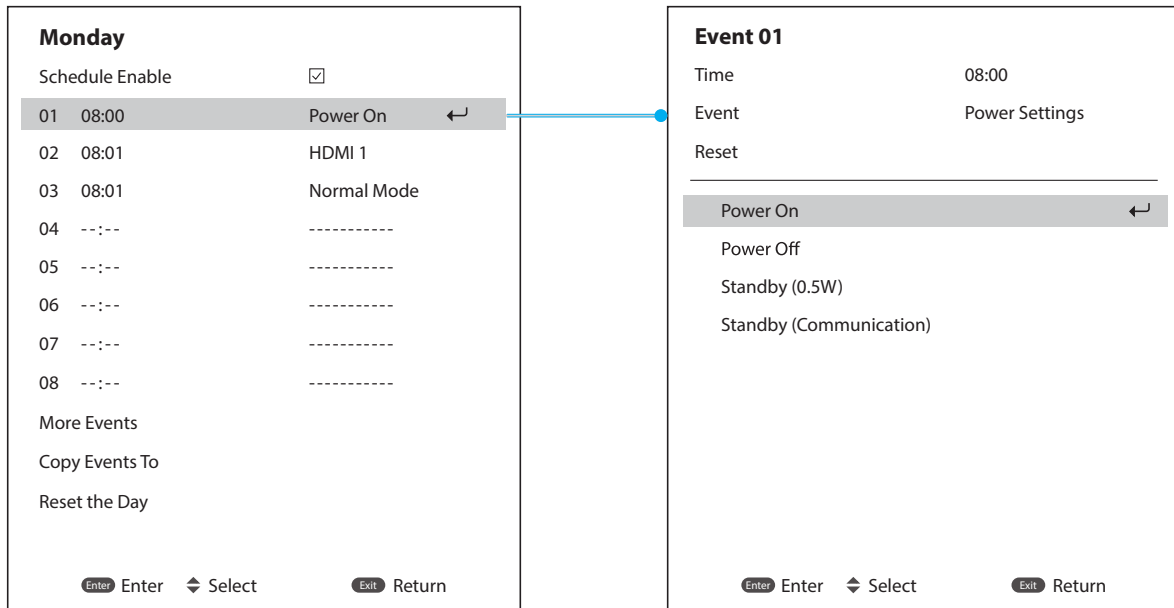 Monday
Schedule Enable ☑
01 08:00 Power On
02 08:01 HDMI 1
03 08:01 Normal Mode
04 --:-- -----------
05 --:-- -----------
06 --:-- -----------
07 --:-- -----------
08 --:-- -----------
More Events
Copy Events To
Reset the Day
Enter Enter Select Exit Return
Event 01
Time 08:00
Event Power Settings
Reset
Power On
Power Off
Standby (0.5W)
Standby (Communication)
Enter Enter Select Exit Return